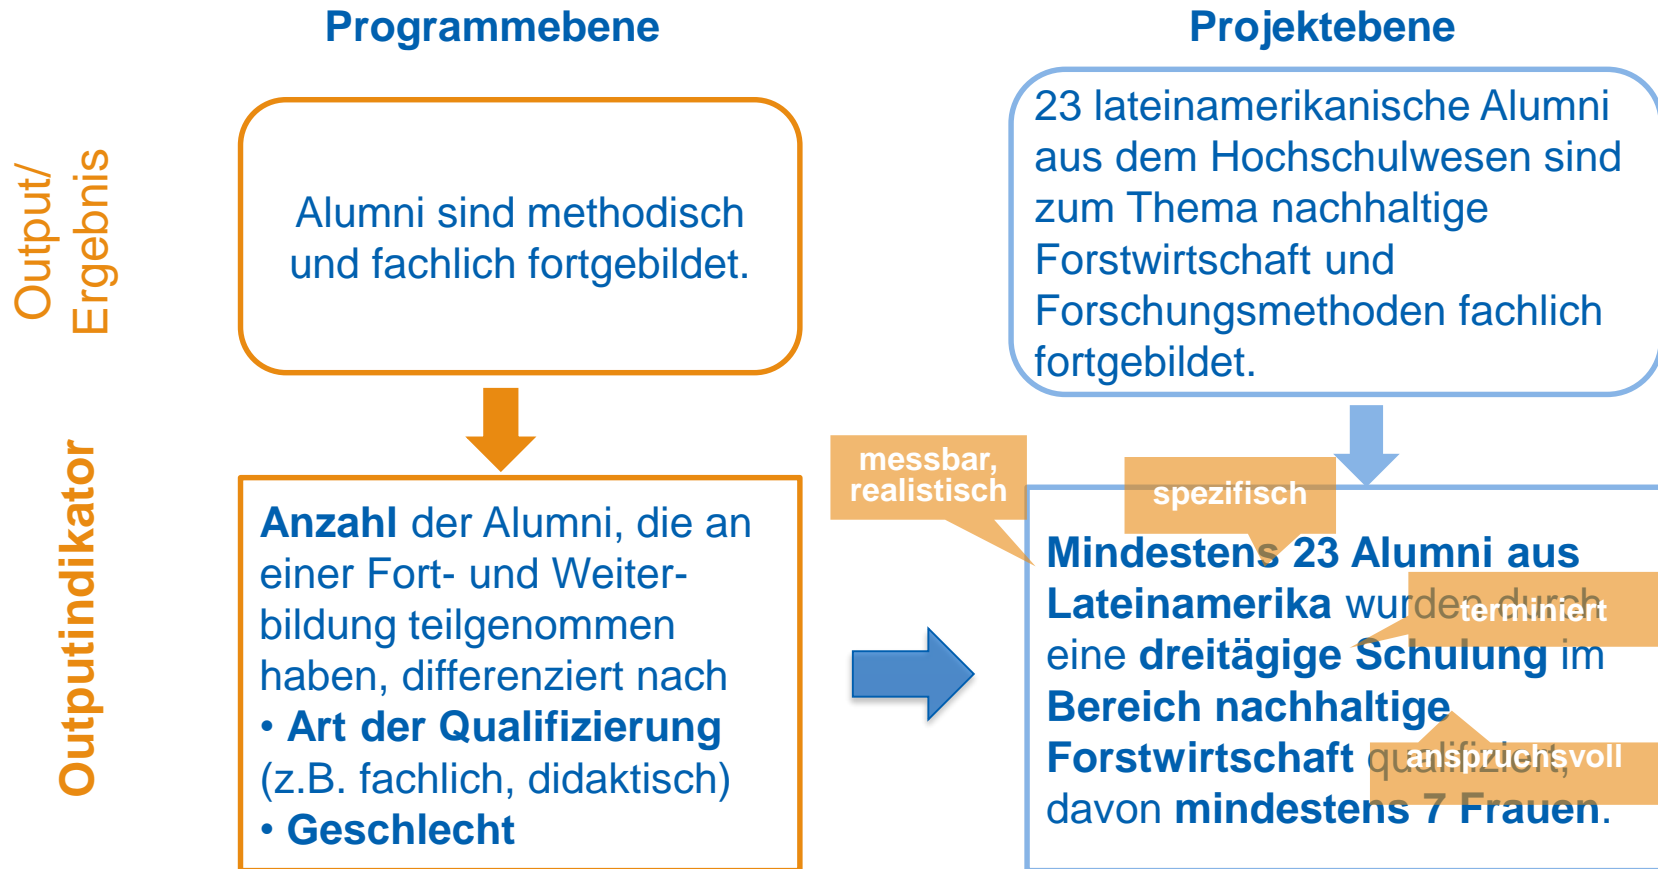 Programmebene
Projektebene
Output/
Ergebnis
Alumni sind methodisch
und fachlich fortgebildet.
23 lateinamerikanische Alumni
aus dem Hochschulwesen sind
zum Thema nachhaltige
Forstwirtschaft und
Forschungsmethoden fachlich
fortgebildet.
Outputindikator
Anzahl der Alumni, die an
einer Fort- und Weiter-
bildung teilgenommen
haben, differenziert nach
• Art der Qualifizierung
(z.B. fachlich, didaktisch)
• Geschlecht
messbar,
realistisch
spezifisch
terminiert
anspruchsvoll
Mindestens 23 Alumni aus
Lateinamerika wurden durch
eine dreitägige Schulung im
Bereich nachhaltige
Forstwirtschaft qualifiziert,
davon mindestens 7 Frauen.